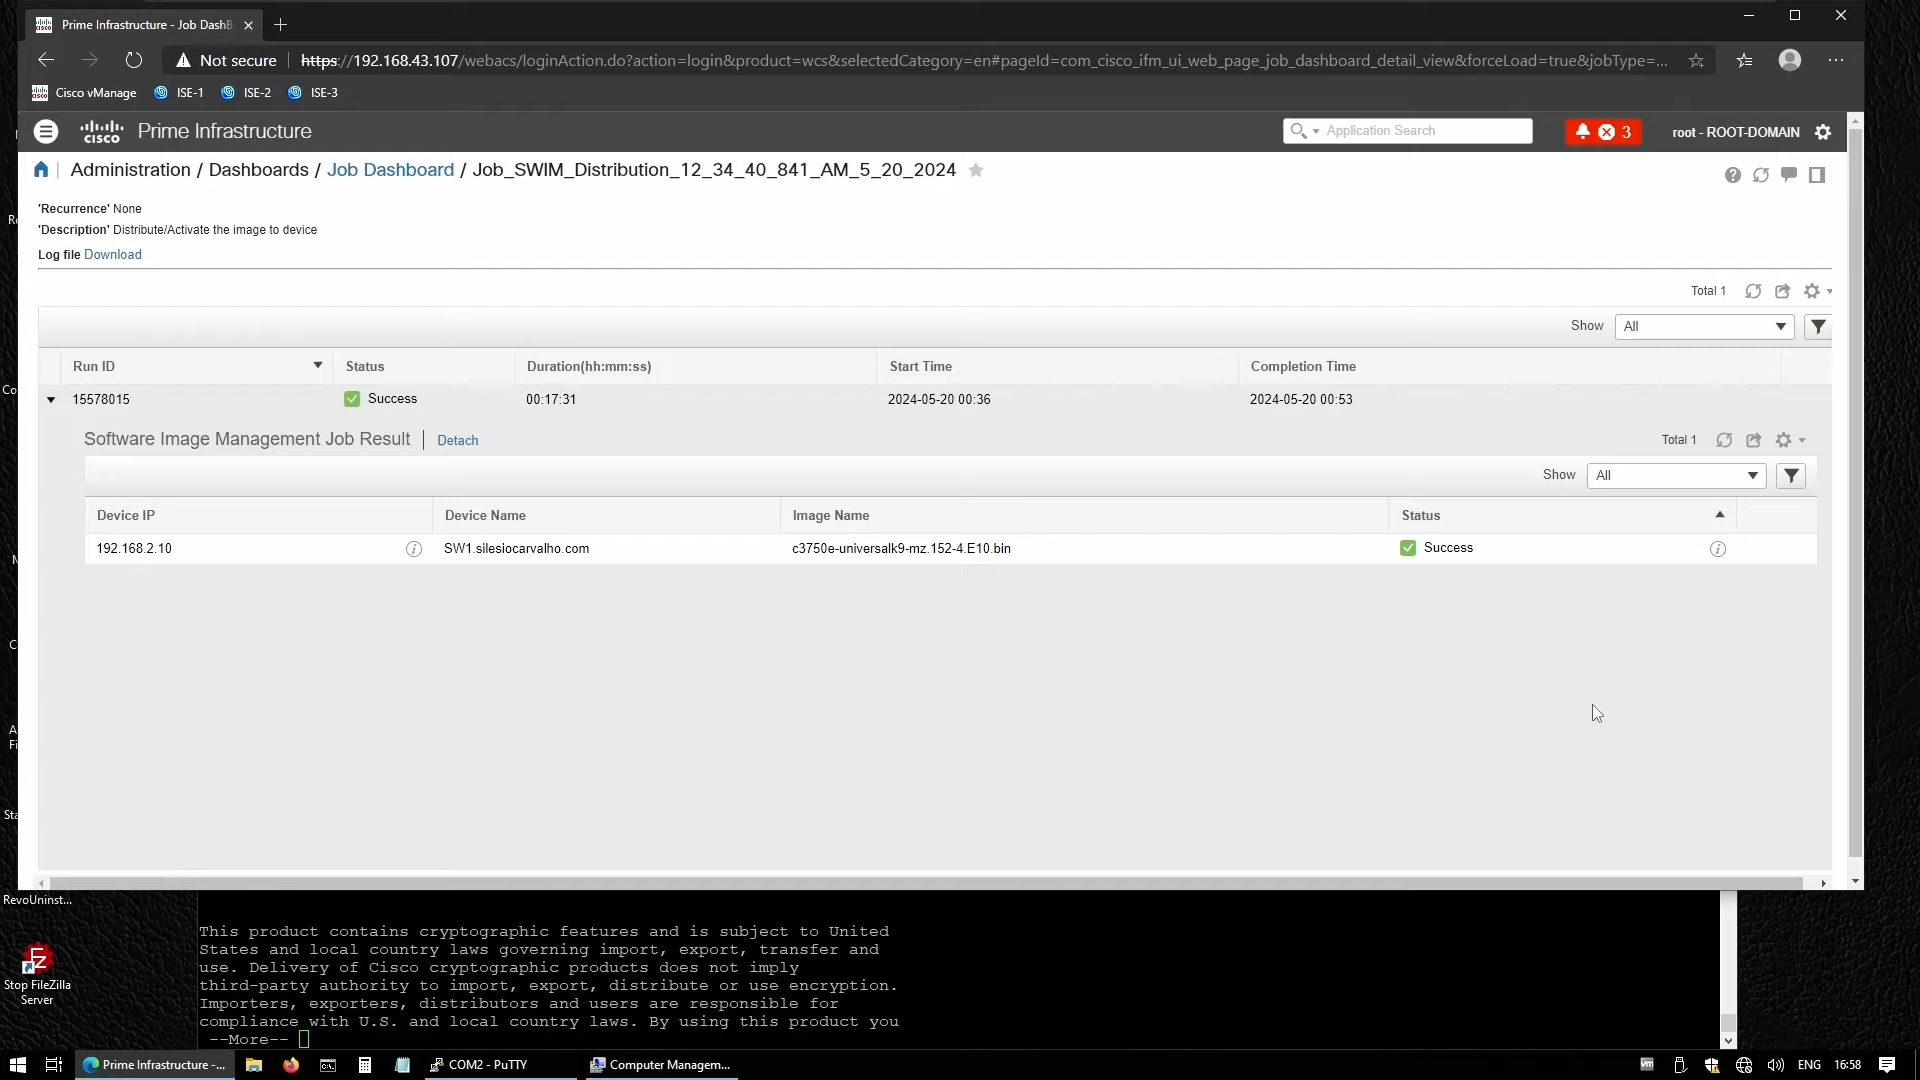 Prime Infrastructure - Job Dashb
Not secure
https://192.168.43.107/webacs/loginAction.do?action=login&product=wcs&selectedCategory=en#pageId=com_cisco_ifm_ui_web_page_job_dashboard_detail_view&forceLoad=true&jobType=...
Cisco vManage
ISE-1
ISE-2
ISE-3
cisco
Prime Infrastructure
Application Search
3
root - ROOT-DOMAIN
Administration / Dashboards / Job Dashboard / Job_SWIM_Distribution_12_34_40_841_AM_5_20_2024
'Recurrence' None
'Description' Distribute/Activate the image to device
Log file Download
Total 1
Show All
Run ID Status Duration(hh:mm:ss) Start Time Completion Time
15578015 Success 00:17:31 2024-05-20 00:36 2024-05-20 00:53
Software Image Management Job Result | Detach
Total 1
Show All
Device IP Device Name Image Name Status
192.168.2.10 SW1.silesiocarvalho.com c3750e-universalk9-mz.152-4.E10.bin Success
RevoUninst...
Stop FileZilla
Server
This product contains cryptographic features and is subject to United
States and local country laws governing import, export, transfer and
use. Delivery of Cisco cryptographic products does not imply
third-party authority to import, export, distribute or use encryption.
Importers, exporters, distributors and users are responsible for
compliance with U.S. and local country laws. By using this product you
--More--
Prime Infrastructure -...
COM2 - PuTTY
Computer Managem...
vm
ENG
16:58